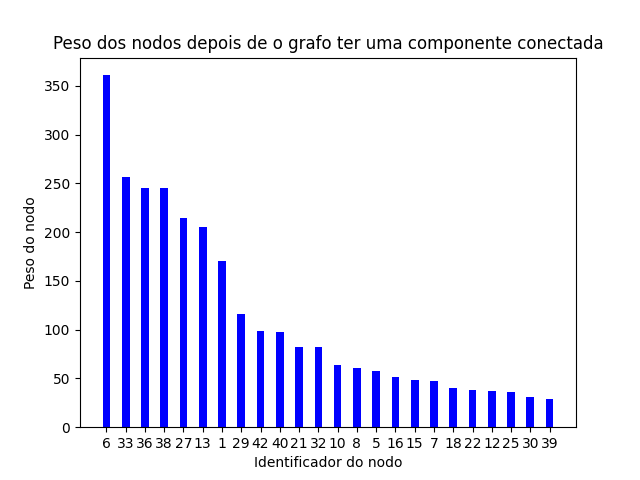 Peso dos nodos depois de o grafo ter uma componente conectada
350
300
250
200
150
100
50
0
Peso do nodo
6 33 36 38 27 13 1 29 42 40 21 32 10 8 5 16 15 7 18 22 12 25 30 39
Identificador do nodo